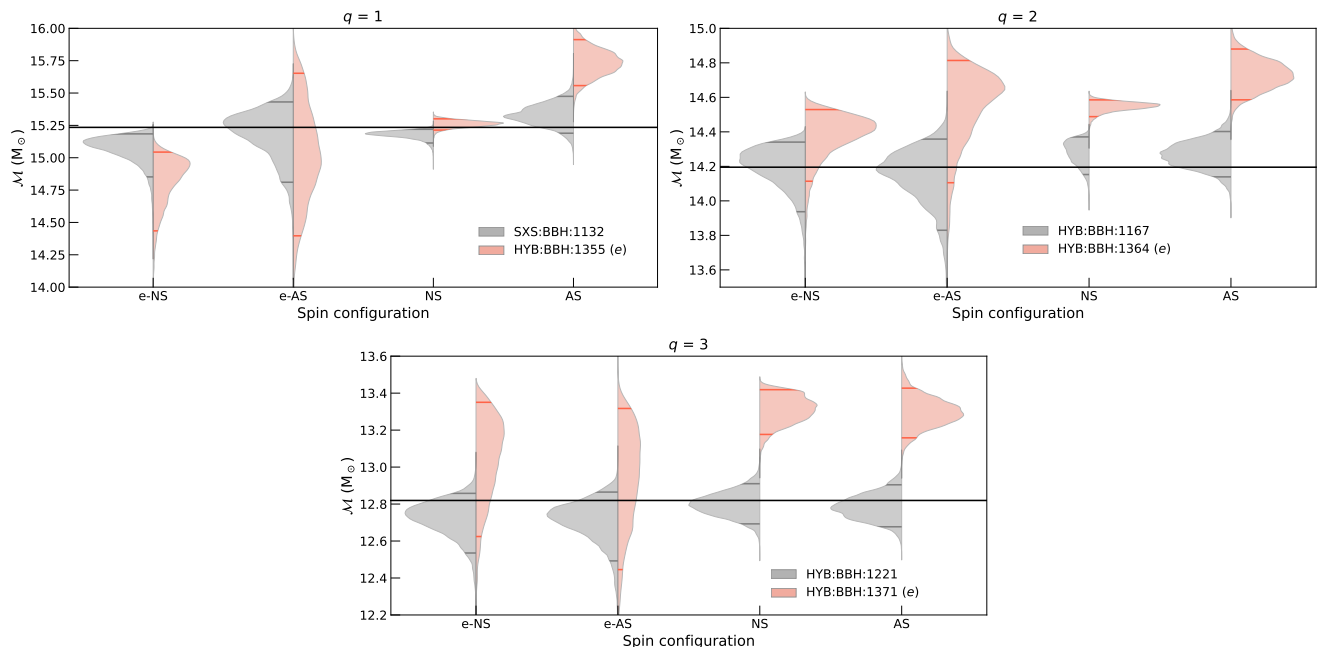 q = 1
16.00
15.75
15.50
15.25
15.00
14.75
14.50
14.25
14.00
ℳ (M⊙)
SXS:BBH:1132
HYB:BBH:1355 (e)
e-NS e-AS NS AS
Spin configuration
q = 2
15.0
14.8
14.6
14.4
14.2
14.0
13.8
13.6
ℳ (M⊙)
HYB:BBH:1167
HYB:BBH:1364 (e)
e-NS e-AS NS AS
Spin configuration
q = 3
13.6
13.4
13.2
13.0
12.8
12.6
12.4
12.2
ℳ (M⊙)
HYB:BBH:1221
HYB:BBH:1371 (e)
e-NS e-AS NS AS
Spin configuration